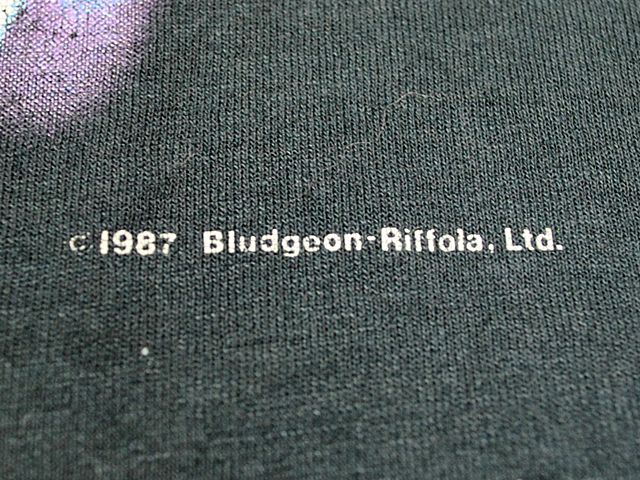 © 1987 Bludgeon-Riffola, Ltd.